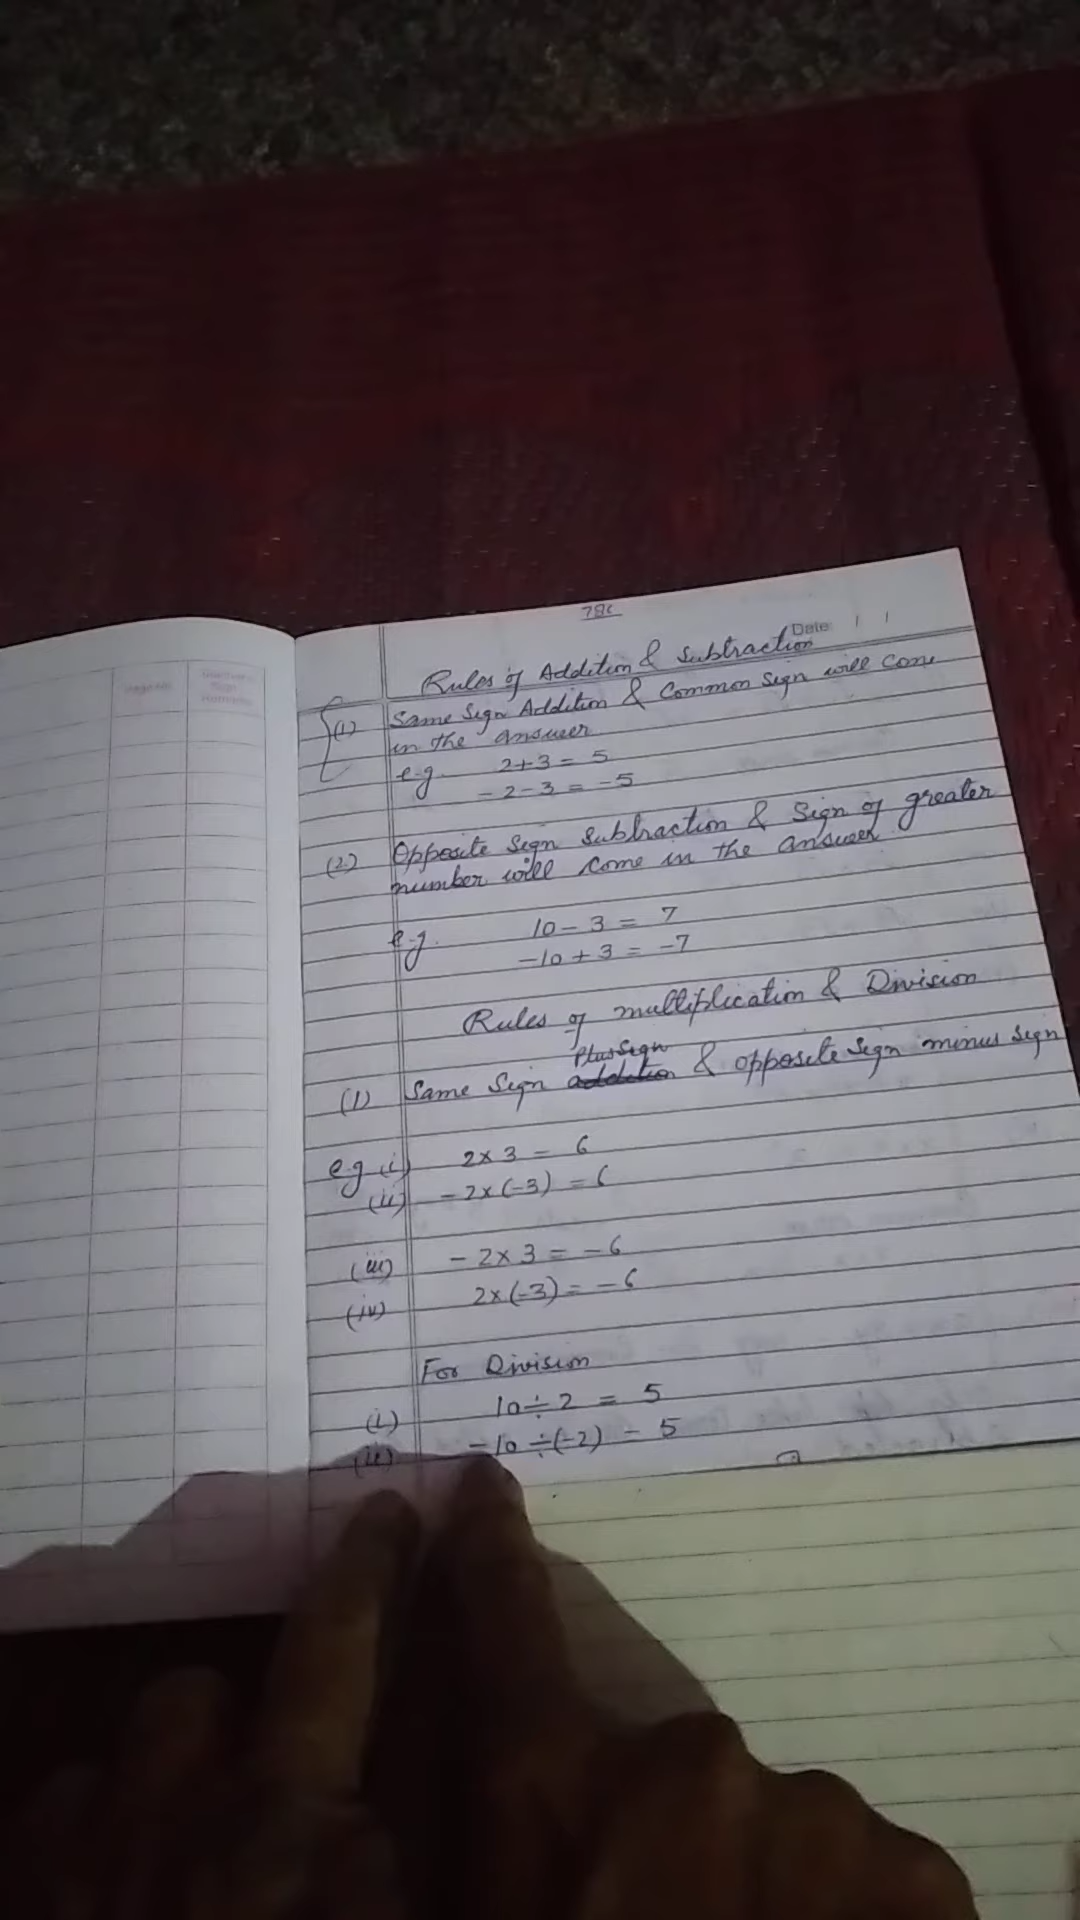 786
Date / /
Rules of Addition & Subtraction
(1) Same Sign Addition & Common Sign will come
in the answer
e.g. 2+3 = 5
-2-3 = -5
(2) Opposite Sign Subtraction & Sign of greater
number will come in the answer
e.g. 10-3 = 7
-10+3 = -7
Rules of multiplication & Division
Plus Sign
(1) Same Sign addition & opposite sign minus sign
e.g (i) 2×3 = 6
(ii) -2×(-3) = 6
(iii) -2×3 = -6
(iv) 2×(-3) = -6
For Division
(i) 10÷2 = 5
(ii) -10÷(-2) = 5